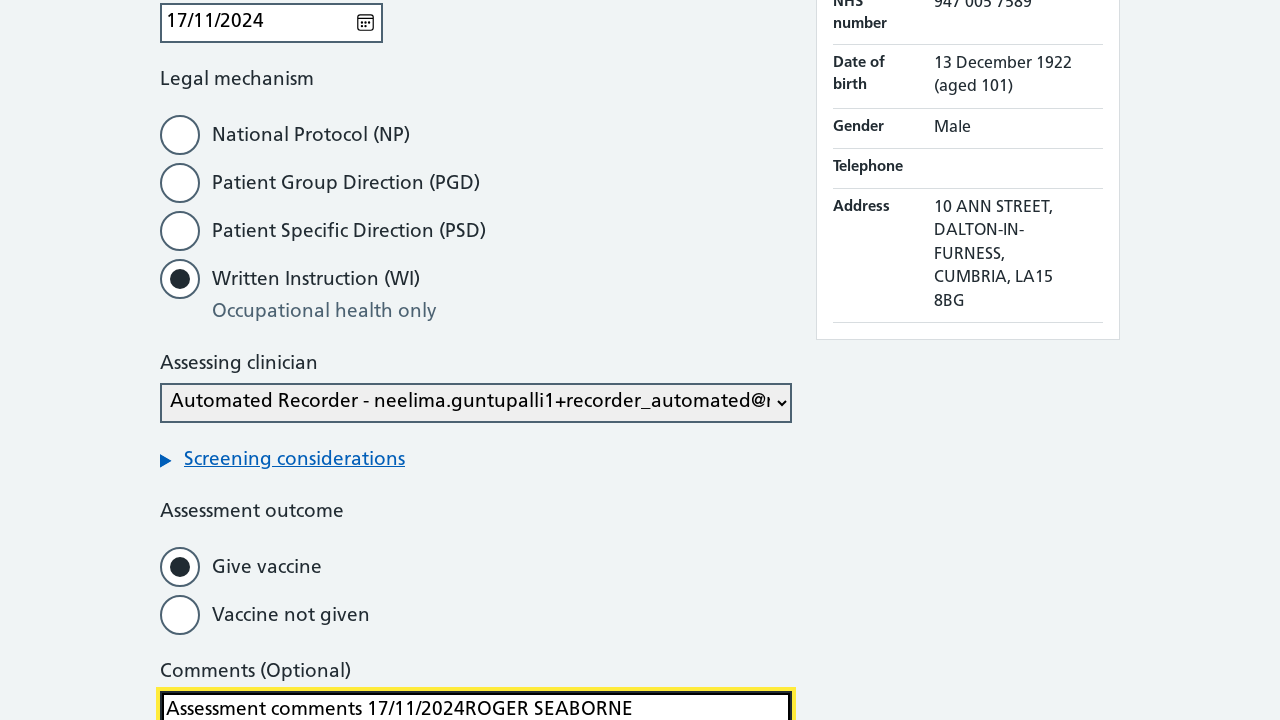 17/11/2024
Legal mechanism
National Protocol (NP)
Patient Group Direction (PGD)
Patient Specific Direction (PSD)
Written Instruction (WI)
Occupational health only
Assessing clinician
Automated Recorder - neelima.guntupalli1+recorder_automated@
Screening considerations
Assessment outcome
Give vaccine
Vaccine not given
Comments (Optional)
Assessment comments 17/11/2024ROGER SEABORNE
NHS
number
947 005 7589
Date of
birth
13 December 1922
(aged 101)
Gender
Male
Telephone
Address
10 ANN STREET,
DALTON-IN-
FURNESS,
CUMBRIA, LA15
8BG